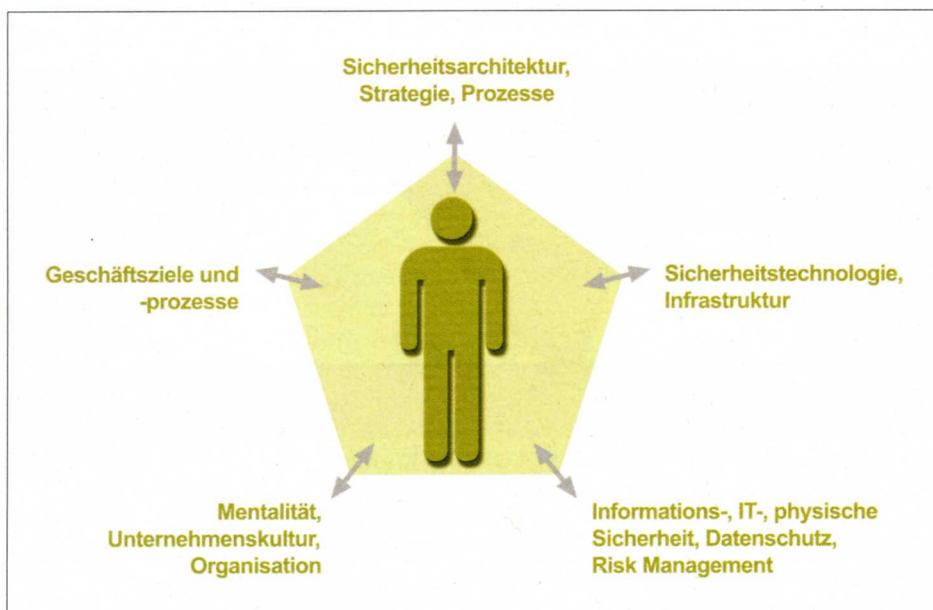 Sicherheitsarchitektur,
Strategie, Prozesse
Geschäftsziele und
-prozesse
Sicherheitstechnologie,
Infrastruktur
Mentalität,
Unternehmenskultur,
Organisation
Informations-, IT-, physische
Sicherheit, Datenschutz,
Risk Management